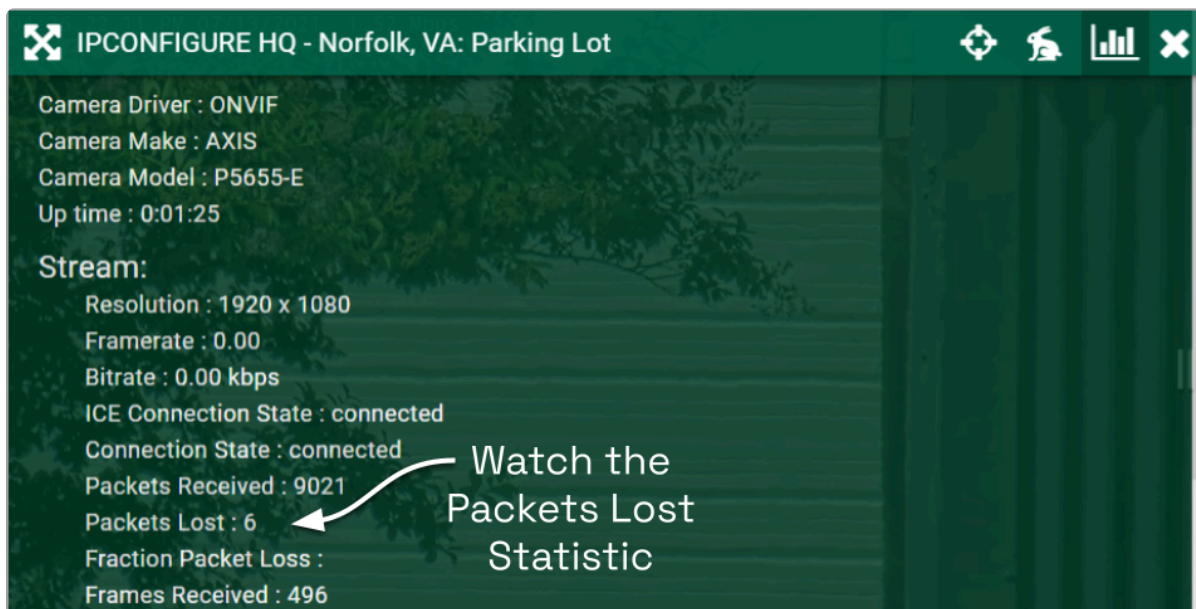 IPCONFIGURE HQ - Norfolk, VA: Parking Lot
Camera Driver : ONVIF
Camera Make : AXIS
Camera Model : P5655-E
Up time : 0:01:25
Stream:
Resolution : 1920 x 1080
Framerate : 0.00
Bitrate : 0.00 kbps
ICE Connection State : connected
Connection State : connected
Packets Received : 9021
Packets Lost : 6
Fraction Packet Loss :
Frames Received : 496
Watch the
Packets Lost
Statistic